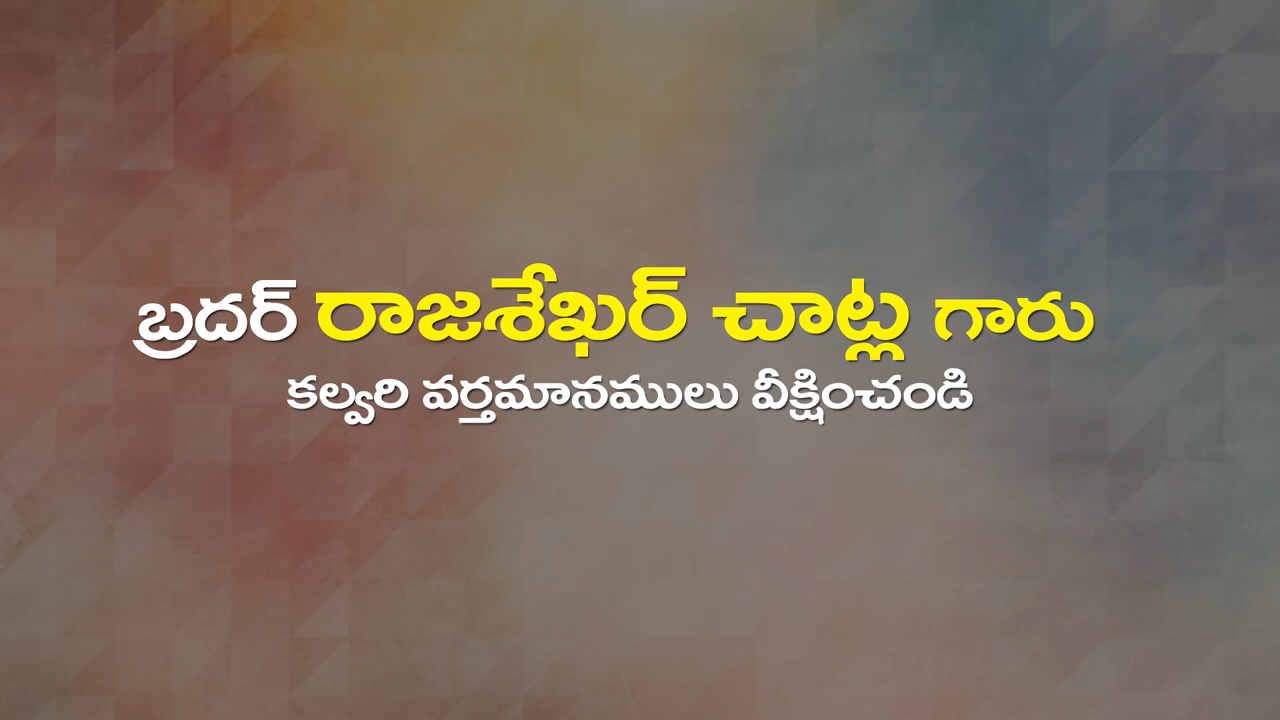 బ్రదర్ రాజశేఖర్ చాట్ల గారు
కల్వరి వర్తమానములు వీక్షించండి